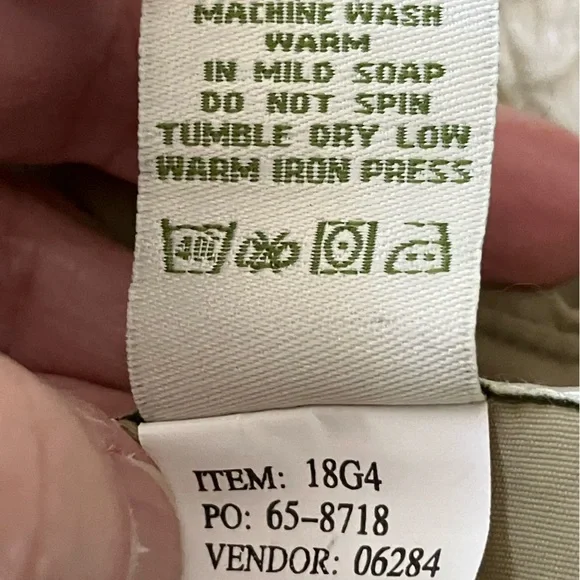 MACHINE WASH
WARM
IN MILD SOAP
DO NOT SPIN
TUMBLE DRY LOW
WARM IRON PRESS
ITEM: 18G4
PO: 65-8718
VENDOR: 06284